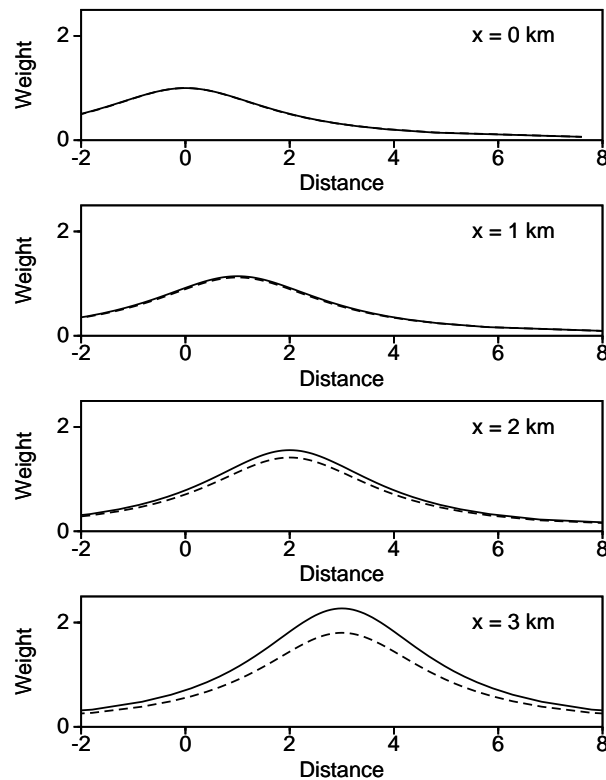 2
x = 0 km
Weight
0
-2 0 2 4 6 8
Distance
2
x = 1 km
Weight
0
-2 0 2 4 6 8
Distance
2
x = 2 km
Weight
0
-2 0 2 4 6 8
Distance
2
x = 3 km
Weight
0
-2 0 2 4 6 8
Distance